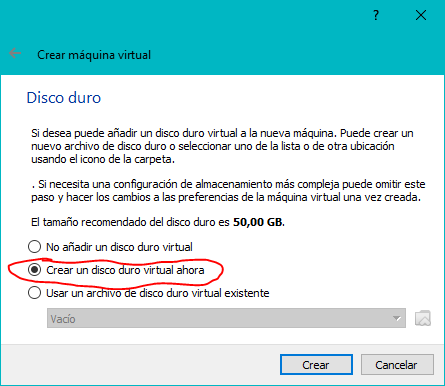 ?
Crear máquina virtual
Disco duro
Si desea puede añadir un disco duro virtual a la nueva máquina. Puede crear un
nuevo archivo de disco duro o seleccionar uno de la lista o de otra ubicación
usando el icono de la carpeta.
. Si necesita una configuración de almacenamiento más compleja puede omitir este
paso y hacer los cambios a las preferencias de la máquina virtual una vez creada.
El tamaño recomendado del disco duro es 50,00 GB.
No añadir un disco duro virtual
Crear un disco duro virtual ahora
Usar un archivo de disco duro virtual existente
Vacío
Crear
Cancelar